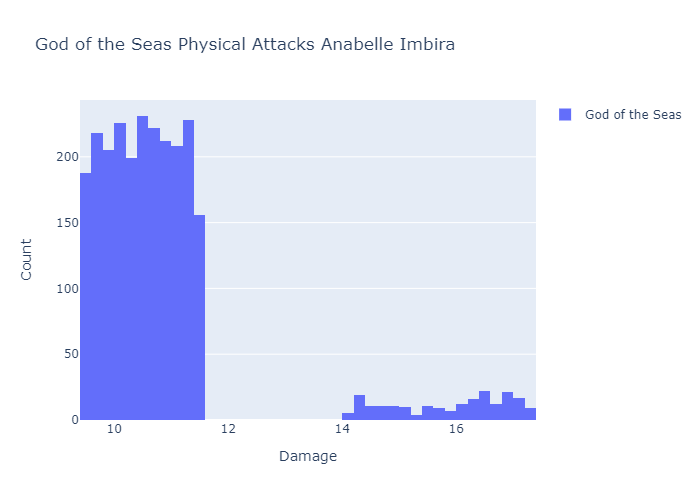 God of the Seas Physical Attacks Anabelle Imbira
God of the Seas
200
150
100
50
0
10
12
14
16
Count
Damage